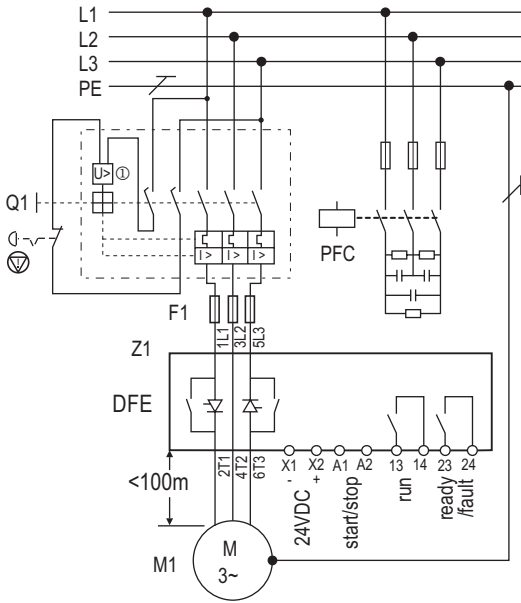 L1
L2
L3
PE
U> ①
Q1
I> I> I>
PFC
F1
1L1
3L2
5L3
Z1
DFE
2T1
4T2
6T3
X1 X2 A1 A2 13 14 23 24
- +
24VDC
start/stop
run
ready
/fault
<100m
M1
M
3~